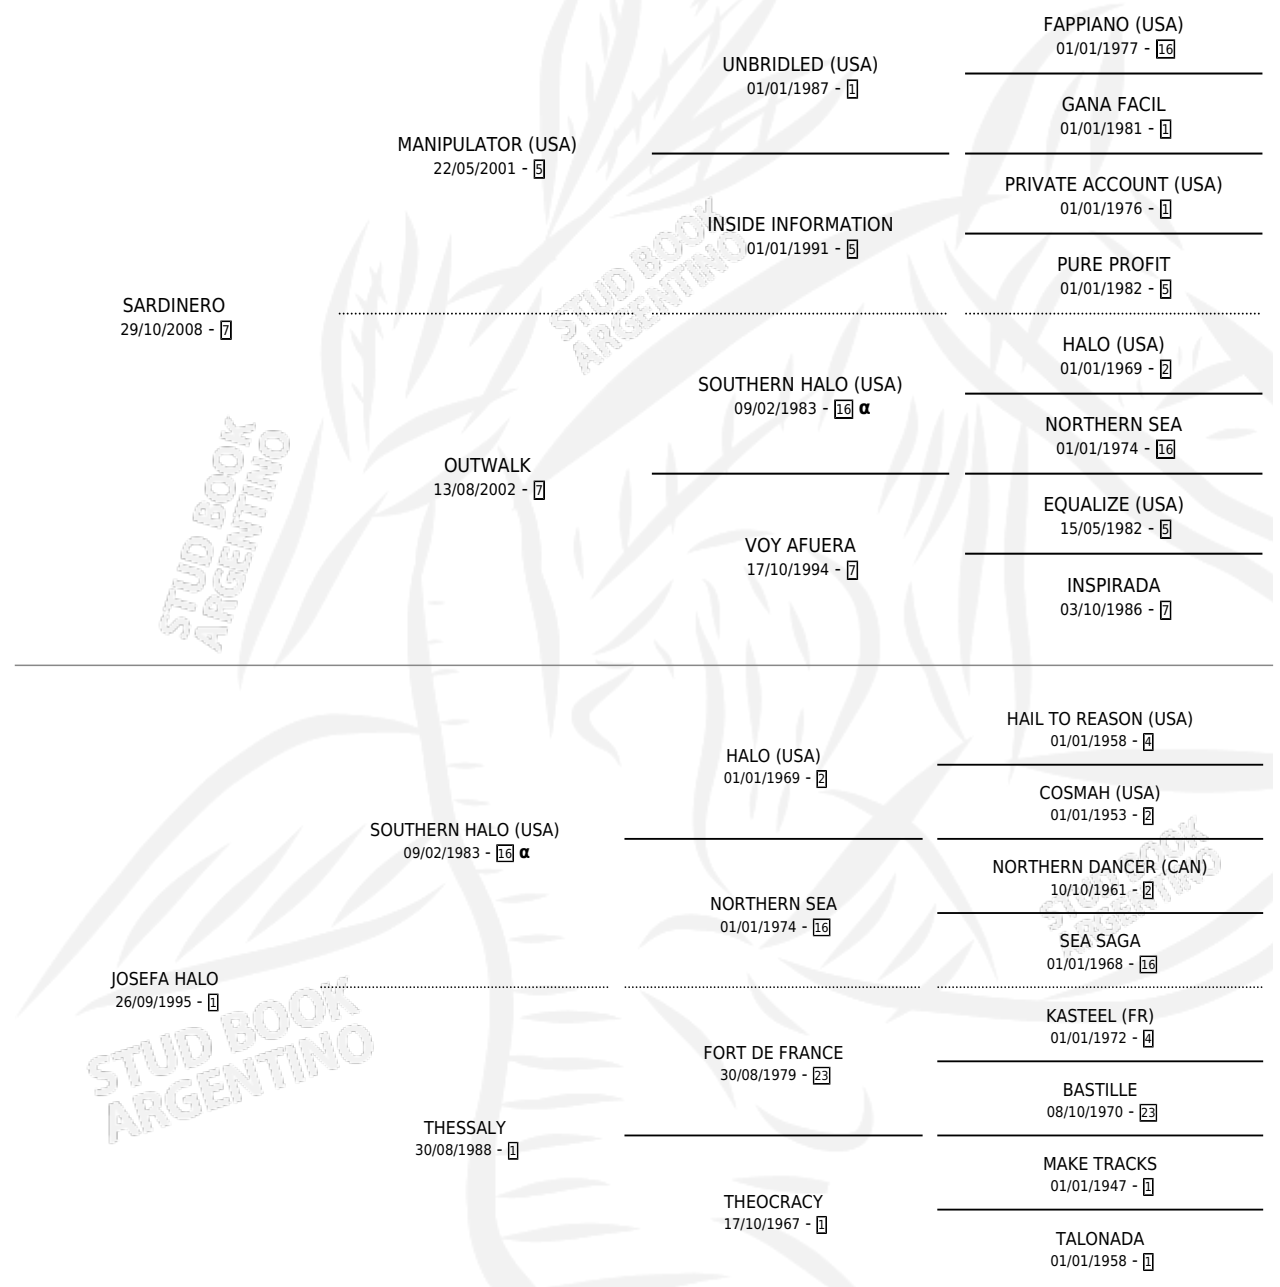 SARDINERO
29/10/2008 - 7
MANIPULATOR (USA)
22/05/2001 - 5
UNBRIDLED (USA)
01/01/1987 - 1
FAPPIANO (USA)
01/01/1977 - 16
GANA FACIL
01/01/1981 - 1
INSIDE INFORMATION
01/01/1991 - 5
PRIVATE ACCOUNT (USA)
01/01/1976 - 1
PURE PROFIT
01/01/1982 - 5
OUTWALK
13/08/2002 - 7
SOUTHERN HALO (USA)
09/02/1983 - 16 α
HALO (USA)
01/01/1969 - 2
NORTHERN SEA
01/01/1974 - 16
VOY AFUERA
17/10/1994 - 7
EQUALIZE (USA)
15/05/1982 - 5
INSPIRADA
03/10/1986 - 7
JOSEFA HALO
26/09/1995 - 1
SOUTHERN HALO (USA)
09/02/1983 - 16 α
HALO (USA)
01/01/1969 - 2
HAIL TO REASON (USA)
01/01/1958 - 4
COSMAH (USA)
01/01/1953 - 2
NORTHERN SEA
01/01/1974 - 16
NORTHERN DANCER (CAN)
10/10/1961 - 2
SEA SAGA
01/01/1968 - 16
THESSALY
30/08/1988 - 1
FORT DE FRANCE
30/08/1979 - 23
KASTEEL (FR)
01/01/1972 - 4
BASTILLE
08/10/1970 - 23
THEOCRACY
17/10/1967 - 1
MAKE TRACKS
01/01/1947 - 1
TALONADA
01/01/1958 - 1
STUD BOOK
ARGENTINO
STUD BOOK
ARGENTINO
STUD BOOK
ARGENTINO
STUD BOOK
ARGENTINO